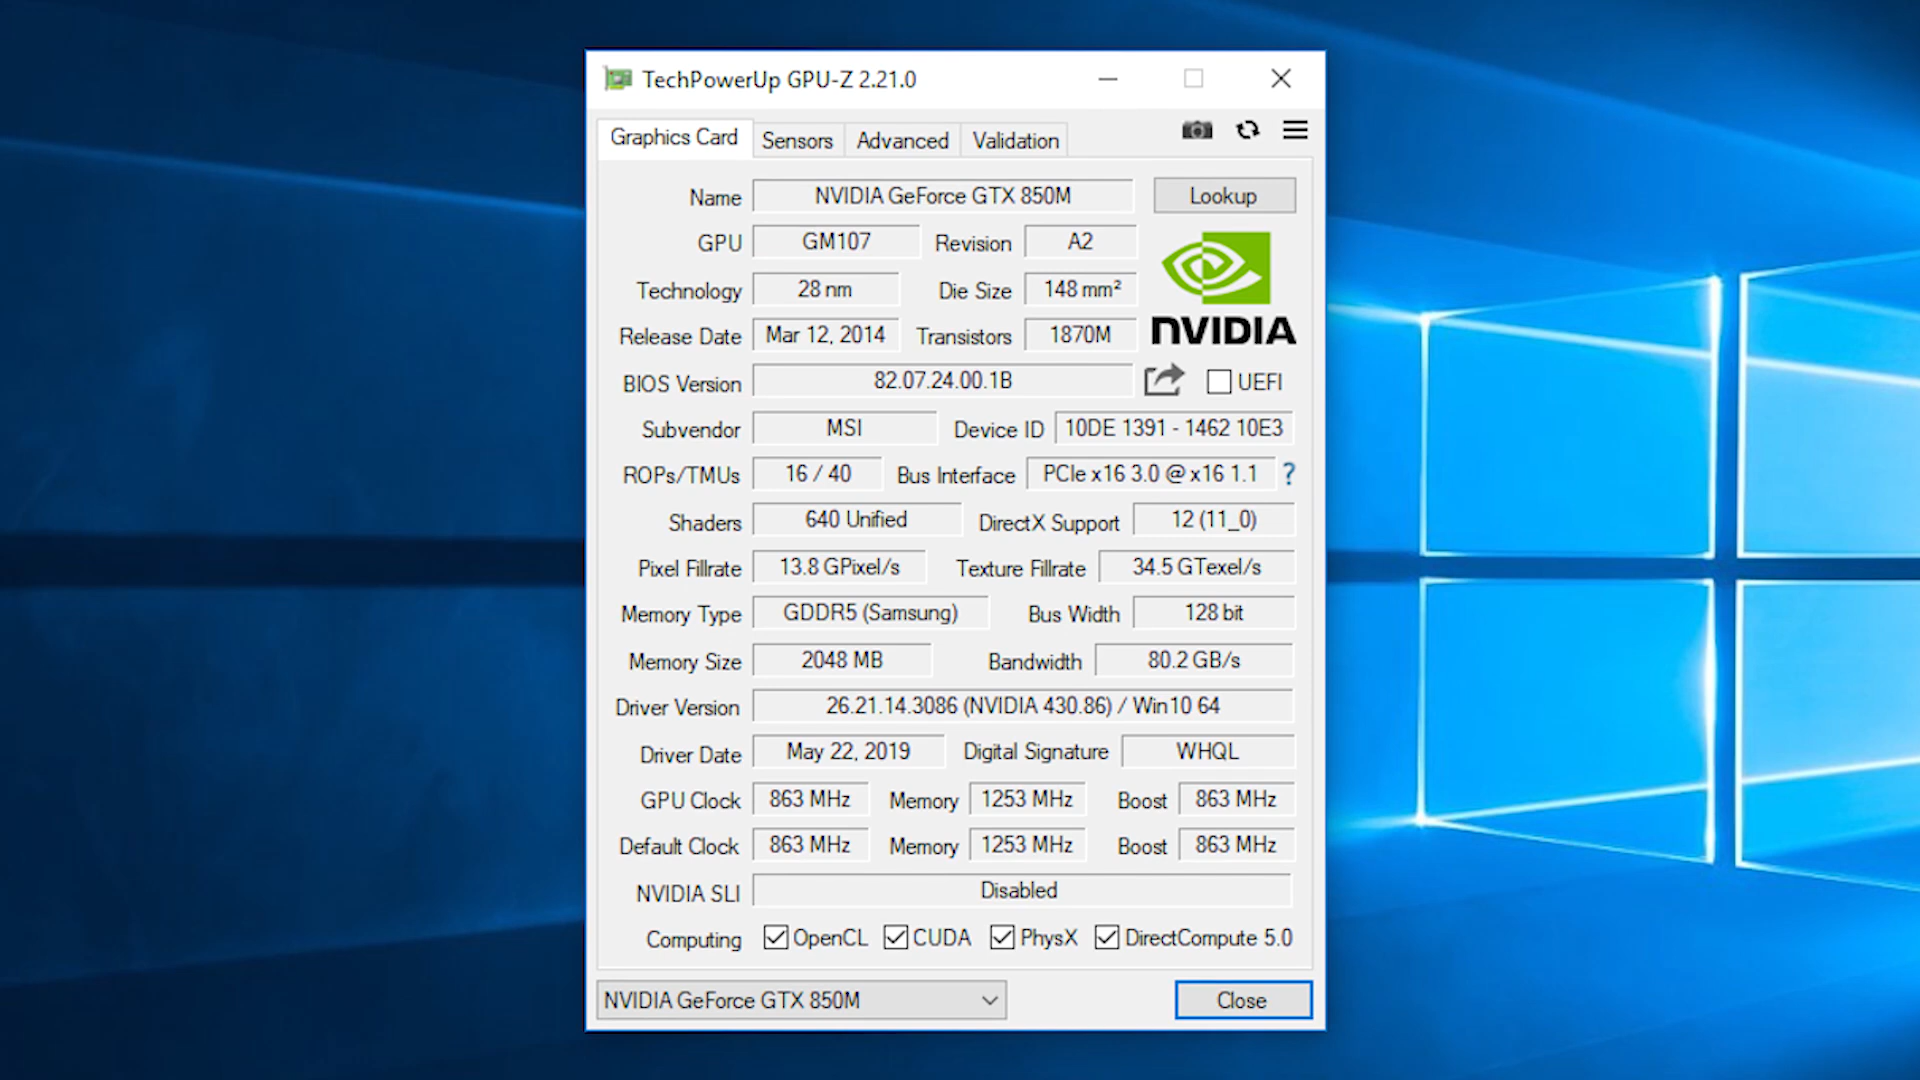 TechPowerUp GPU-Z 2.21.0
Graphics Card Sensors Advanced Validation
Name NVIDIA GeForce GTX 850M Lookup
GPU GM107 Revision A2
Technology 28 nm Die Size 148 mm²
Release Date Mar 12, 2014 Transistors 1870M
NVIDIA
BIOS Version 82.07.24.00.1B UEFI
Subvendor MSI Device ID 10DE 1391 - 1462 10E3
ROPs/TMUs 16 / 40 Bus Interface PCIe x16 3.0 @ x16 1.1 ?
Shaders 640 Unified DirectX Support 12 (11_0)
Pixel Fillrate 13.8 GPixel/s Texture Fillrate 34.5 GTexel/s
Memory Type GDDR5 (Samsung) Bus Width 128 bit
Memory Size 2048 MB Bandwidth 80.2 GB/s
Driver Version 26.21.14.3086 (NVIDIA 430.86) / Win10 64
Driver Date May 22, 2019 Digital Signature WHQL
GPU Clock 863 MHz Memory 1253 MHz Boost 863 MHz
Default Clock 863 MHz Memory 1253 MHz Boost 863 MHz
NVIDIA SLI Disabled
Computing OpenCL CUDA PhysX DirectCompute 5.0
NVIDIA GeForce GTX 850M Close